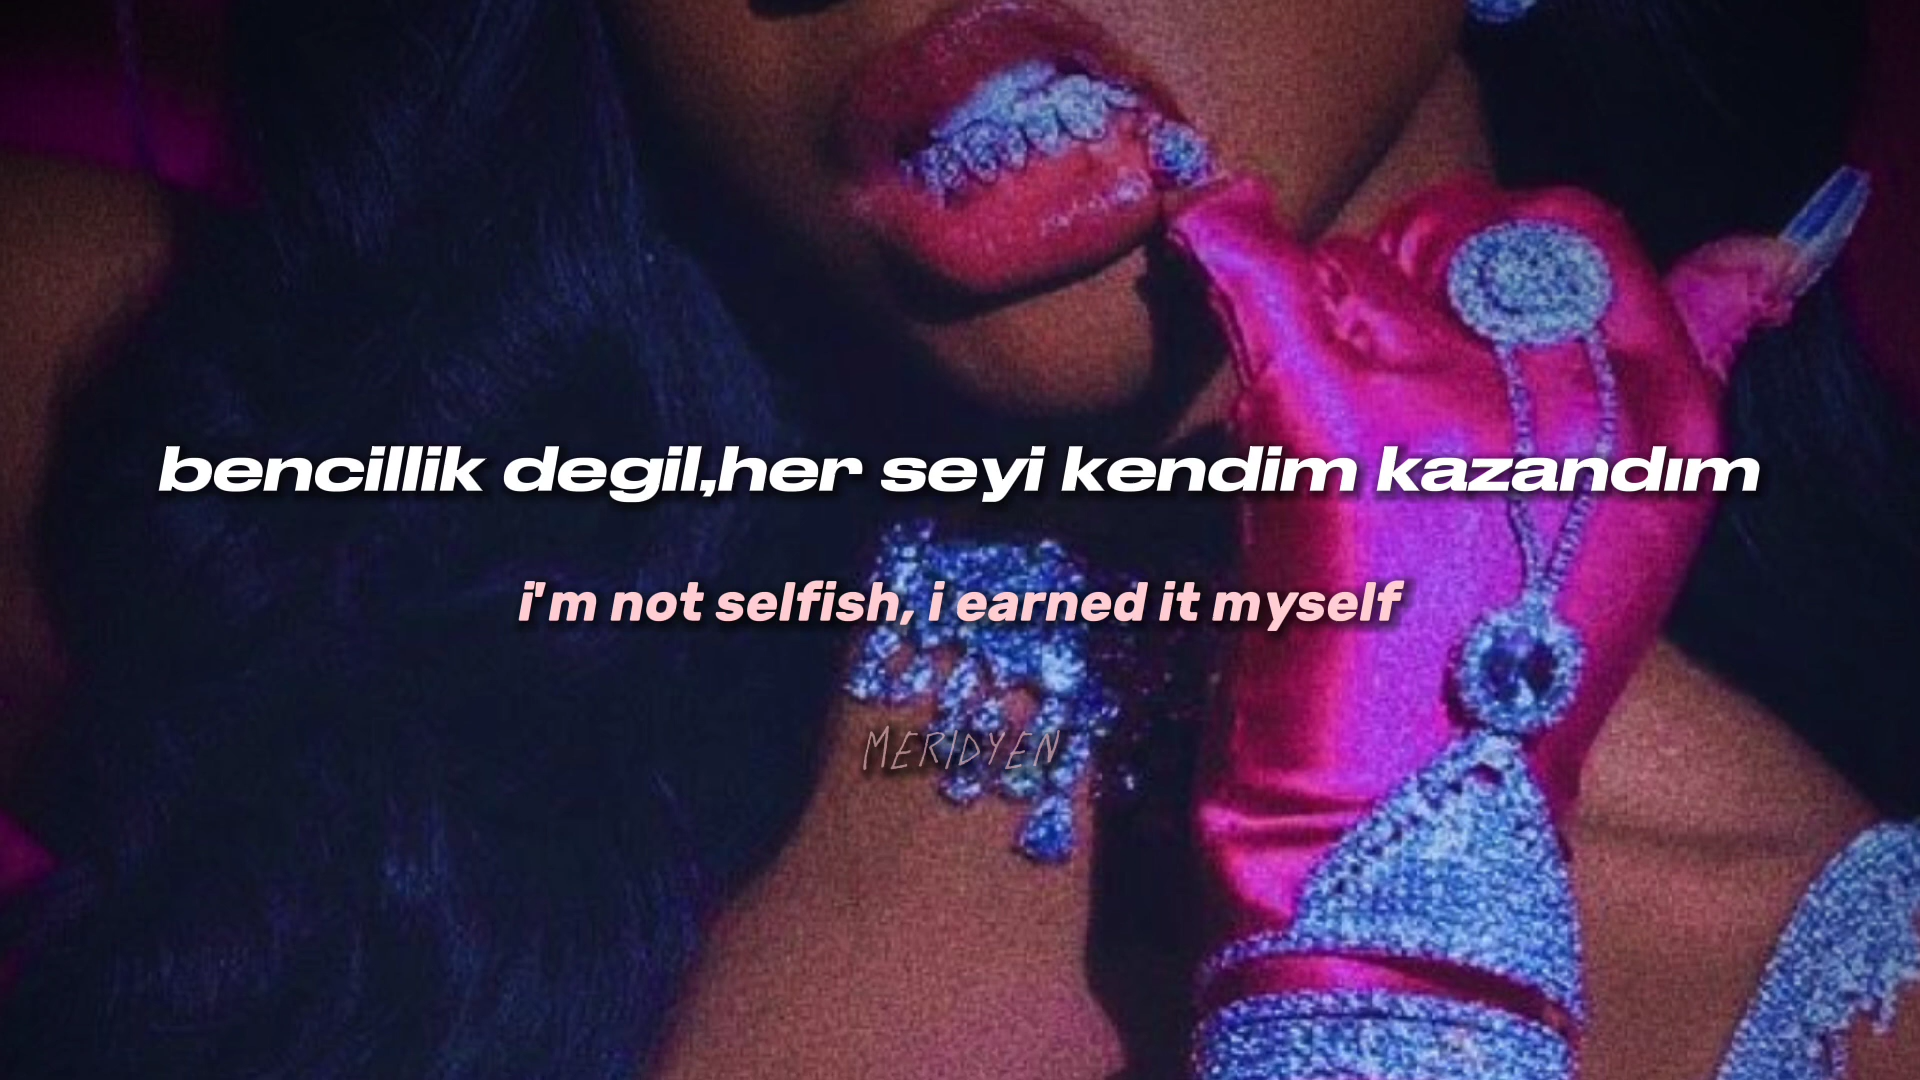 bencillik degil,her seyi kendim kazandım
i'm not selfish, i earned it myself
MERIDYEN